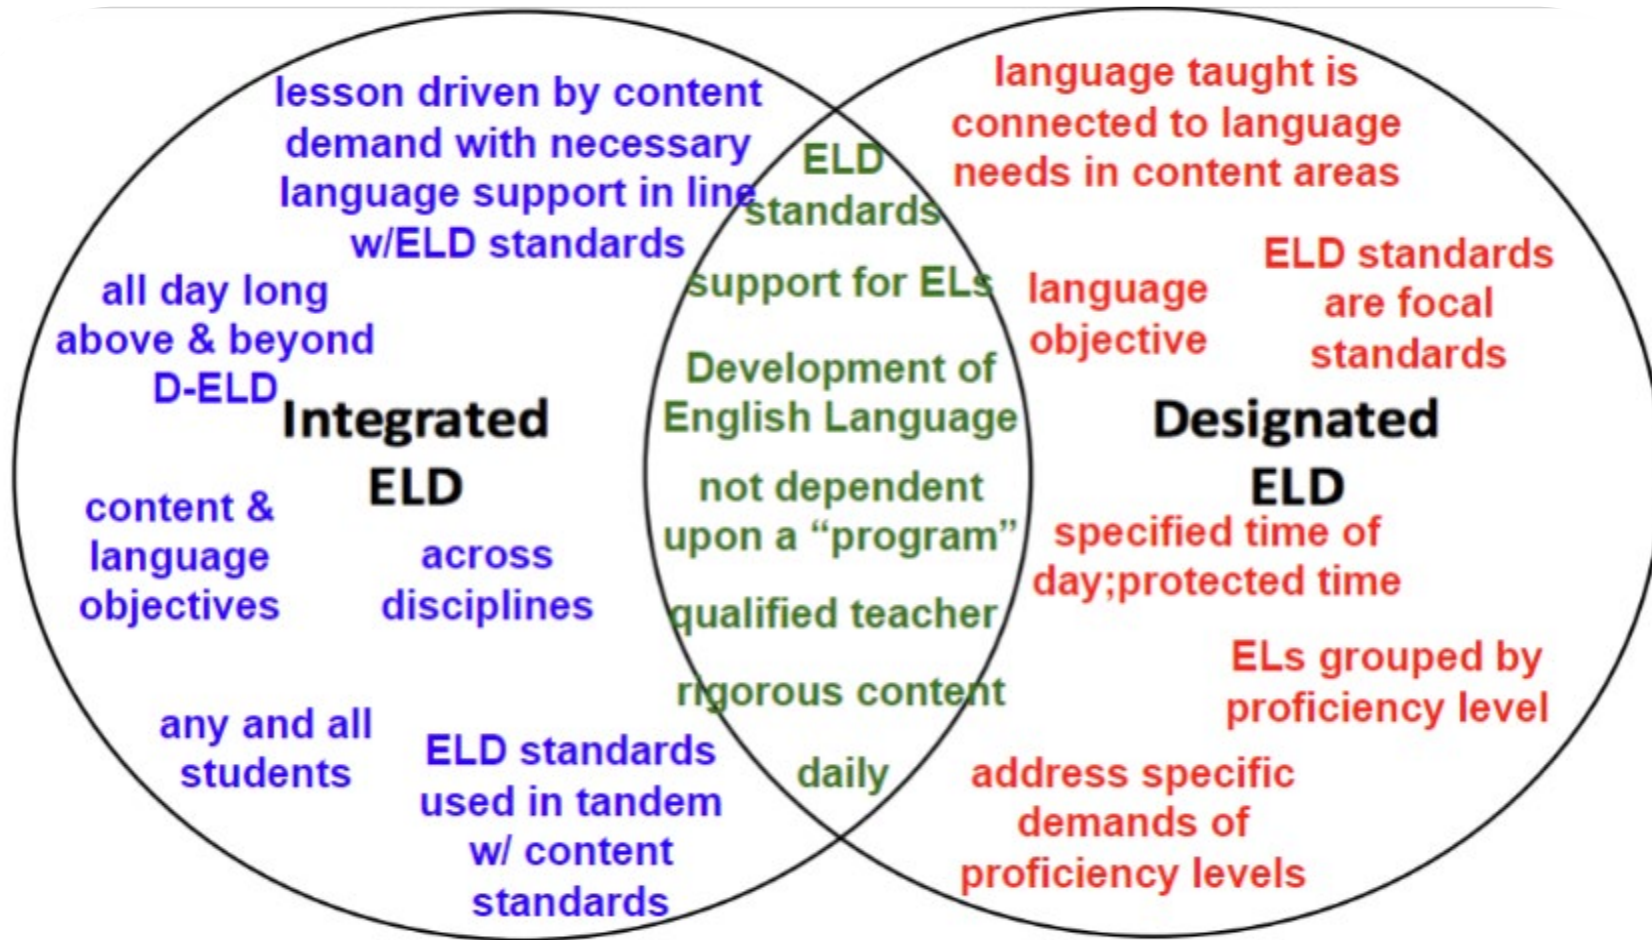 lesson driven by content
demand with necessary
language support in line
w/ELD standards
all day long
above & beyond
D-ELD
Integrated
ELD
content &
language
objectives
across
disciplines
any and all
students
ELD standards
used in tandem
w/ content
standards
ELD
standards
support for ELs
Development of
English Language
not dependent
upon a “program”
qualified teacher
rigorous content
daily
language taught is
connected to language
needs in content areas
language
objective
ELD standards
are focal
standards
Designated
ELD
specified time of
day;protected time
ELs grouped by
proficiency level
address specific
demands of
proficiency levels